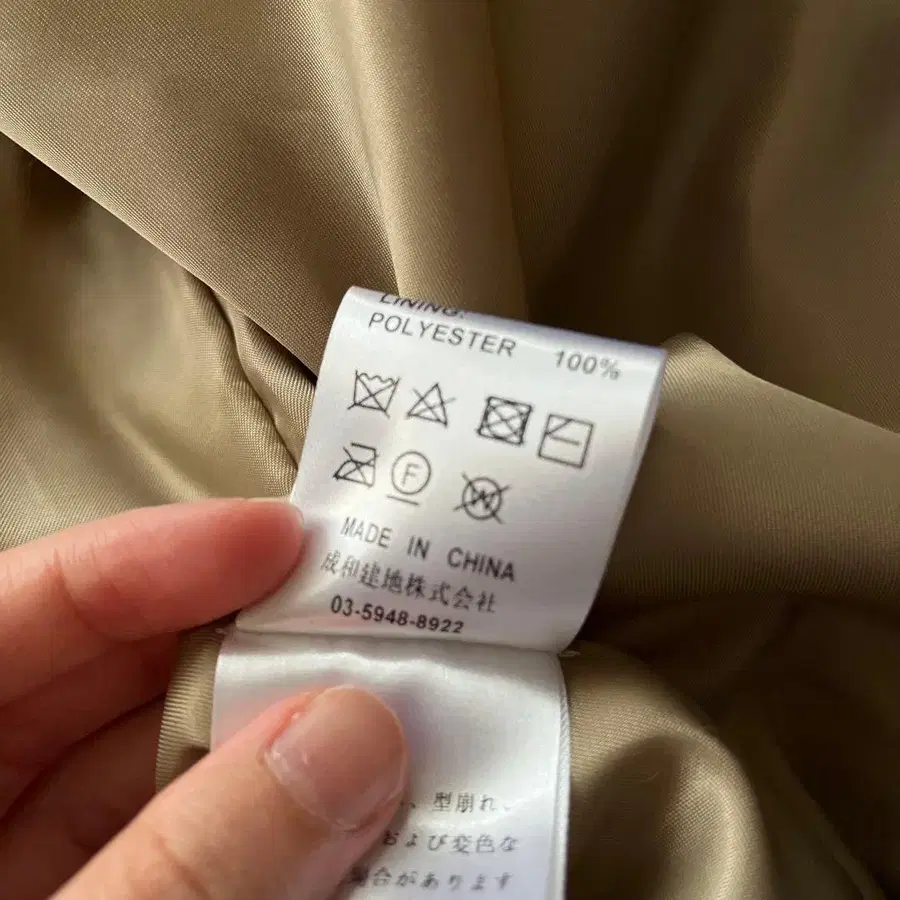 LINING:
POLYESTER 100%
F
W
MADE IN CHINA
成和建地株式会社
03-5948-8922
、型崩れ、
および変色な
場合があります